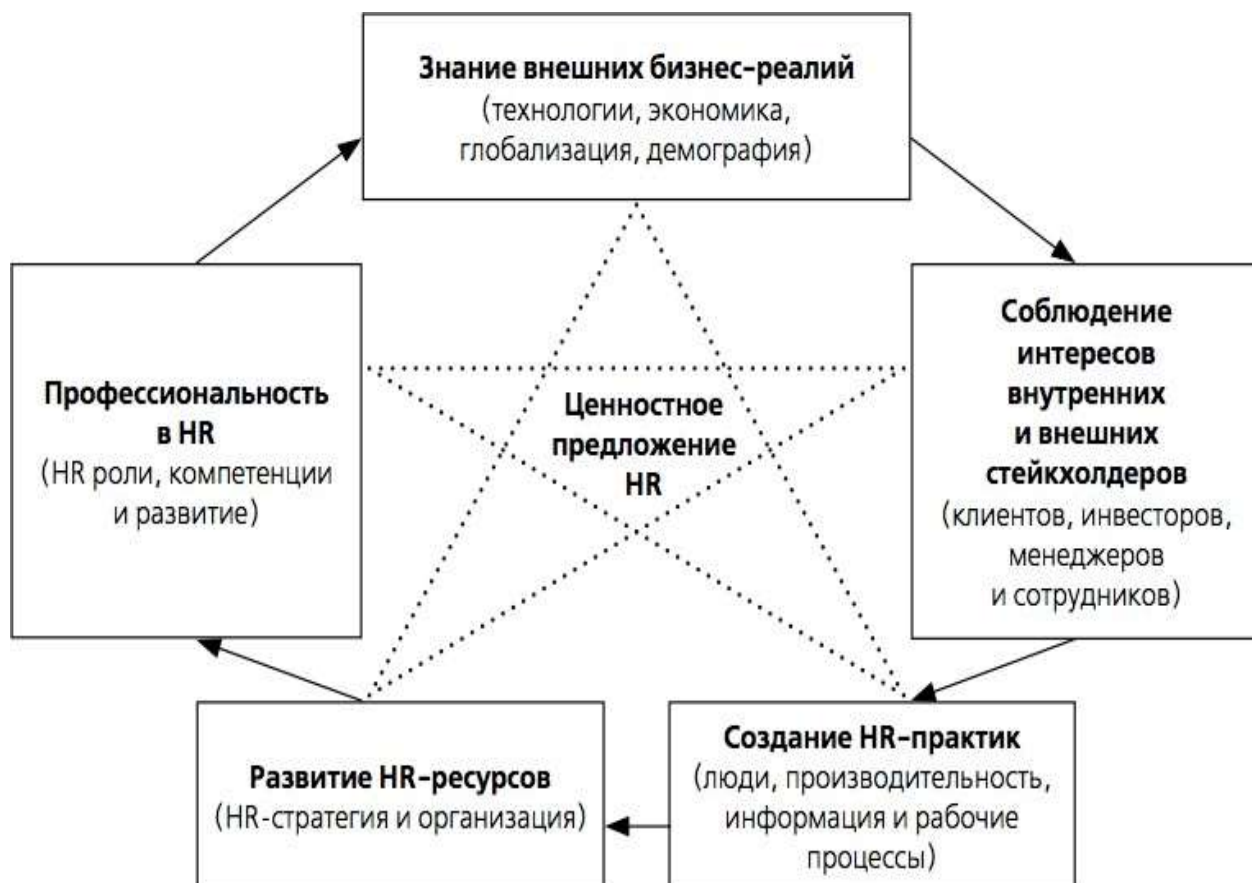 Знание внешних бизнес-реалий
(технологии, экономика,
глобализация, демография)
Соблюдение
интересов
внутренних
и внешних
стейкхолдеров
(клиентов, инвесторов,
менеджеров
и сотрудников)
Профессиональность
в HR
(HR роли, компетенции
и развитие)
Ценностное
предложение
HR
Развитие HR-ресурсов
(HR-стратегия и организация)
Создание HR-практик
(люди, производительность,
информация и рабочие
процессы)